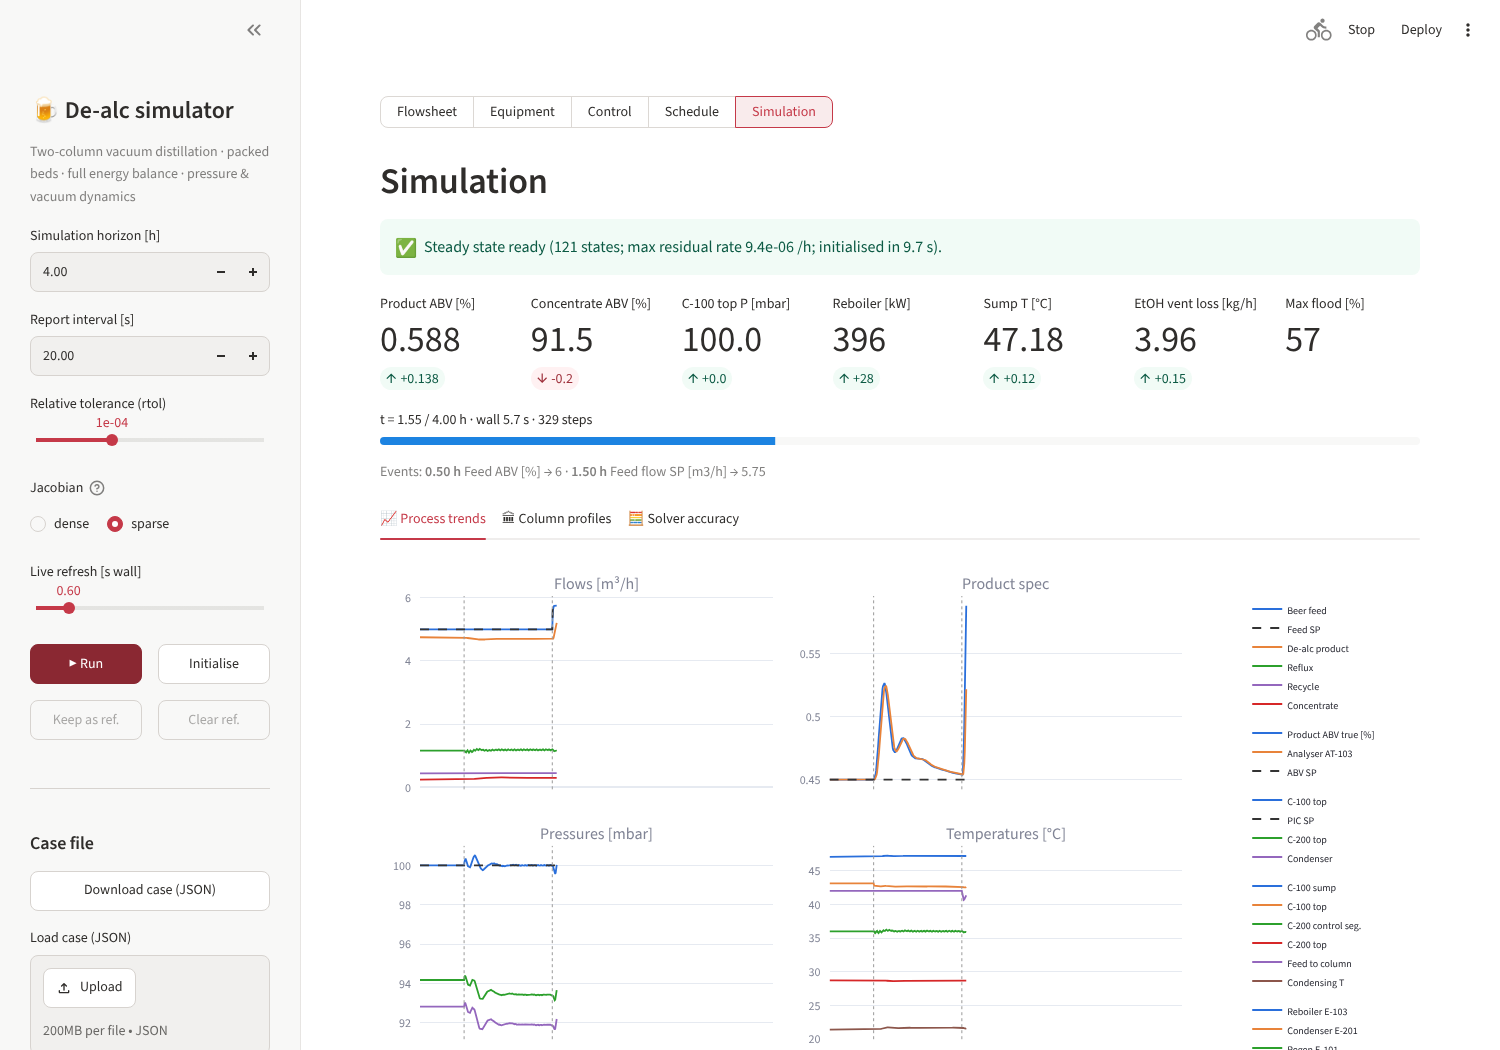 Stop
Deploy
🍺 De-alc simulator
Two-column vacuum distillation · packed
beds · full energy balance · pressure &
vacuum dynamics
Simulation horizon [h]
4.00
Report interval [s]
20.00
Relative tolerance (rtol)
1e-04
Jacobian
dense
sparse
Live refresh [s wall]
0.60
▸ Run
Initialise
Keep as ref.
Clear ref.
Case file
Download case (JSON)
Load case (JSON)
Upload
200MB per file • JSON
Flowsheet
Equipment
Control
Schedule
Simulation
Simulation
✅ Steady state ready (121 states; max residual rate 9.4e-06 /h; initialised in 9.7 s).
Product ABV [%]
0.588
↑ +0.138
Concentrate ABV [%]
91.5
↓ -0.2
C-100 top P [mbar]
100.0
↑ +0.0
Reboiler [kW]
396
↑ +28
Sump T [°C]
47.18
↑ +0.12
EtOH vent loss [kg/h]
3.96
↑ +0.15
Max flood [%]
57
t = 1.55 / 4.00 h · wall 5.7 s · 329 steps
Events: 0.50 h Feed ABV [%] → 6 · 1.50 h Feed flow SP [m3/h] → 5.75
📈 Process trends
🏛 Column profiles
🧮 Solver accuracy
Flows [m³/h]
6
4
2
0
Product spec
0.55
0.5
0.45
Pressures [mbar]
100
98
96
94
92
Temperatures [°C]
45
40
35
30
25
20
Beer feed
Feed SP
De-alc product
Reflux
Recycle
Concentrate
Product ABV true [%]
Analyser AT-103
ABV SP
C-100 top
PIC SP
C-200 top
Condenser
C-100 sump
C-100 top
C-200 control seg.
C-200 top
Feed to column
Condensing T
Reboiler E-103
Condenser E-201
Regen E-101